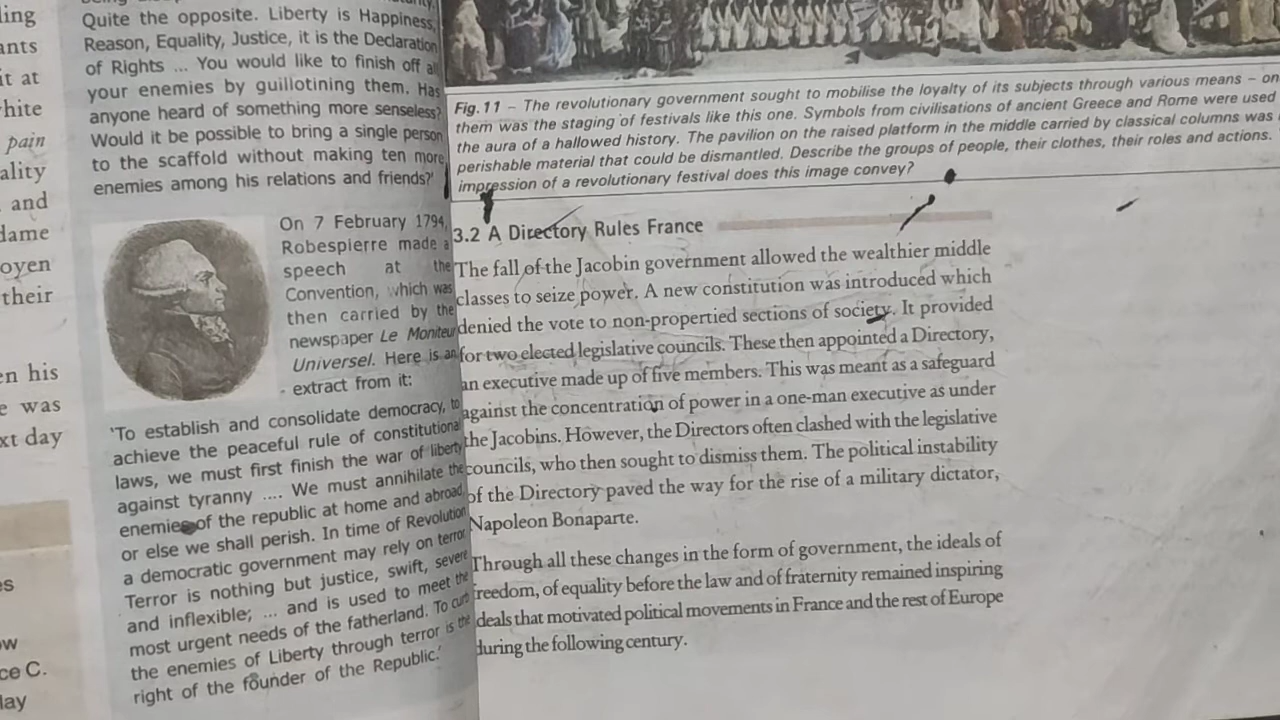 ling
ants
it at
hite
pain
ality
and
dame
oyen
their
en his
e was
xt day
es
ow
ce C.
lay
Quite the opposite. Liberty is Happiness,
Reason, Equality, Justice, it is the Declaration
of Rights ... You would like to finish off all
your enemies by guillotining them. Has
anyone heard of something more senseless?
Would it be possible to bring a single person
to the scaffold without making ten more
enemies among his relations and friends?'
On 7 February 1794,
Robespierre made a
speech at the
Convention, which was
then carried by the
newspaper Le Moniteur
Universel. Here is an
extract from it:
'To establish and consolidate democracy, to
achieve the peaceful rule of constitutional
laws, we must first finish the war of liberty
against tyranny .... We must annihilate the
enemies of the republic at home and abroad,
or else we shall perish. In time of Revolution
a democratic government may rely on terror.
Terror is nothing but justice, swift, severe
and inflexible; ... and is used to meet the
most urgent needs of the fatherland. To curb
the enemies of Liberty through terror is the
right of the founder of the Republic.'
Fig. 11 – The revolutionary government sought to mobilise the loyalty of its subjects through various means – on
them was the staging of festivals like this one. Symbols from civilisations of ancient Greece and Rome were used
the aura of a hallowed history. The pavilion on the raised platform in the middle carried by classical columns was
perishable material that could be dismantled. Describe the groups of people, their clothes, their roles and actions.
impression of a revolutionary festival does this image convey?
3.2 A Directory Rules France
The fall of the Jacobin government allowed the wealthier middle
classes to seize power. A new constitution was introduced which
denied the vote to non-propertied sections of society. It provided
for two elected legislative councils. These then appointed a Directory,
an executive made up of five members. This was meant as a safeguard
against the concentration of power in a one-man executive as under
the Jacobins. However, the Directors often clashed with the legislative
councils, who then sought to dismiss them. The political instability
of the Directory paved the way for the rise of a military dictator,
Napoleon Bonaparte.
Through all these changes in the form of government, the ideals of
freedom, of equality before the law and of fraternity remained inspiring
ideals that motivated political movements in France and the rest of Europe
during the following century.